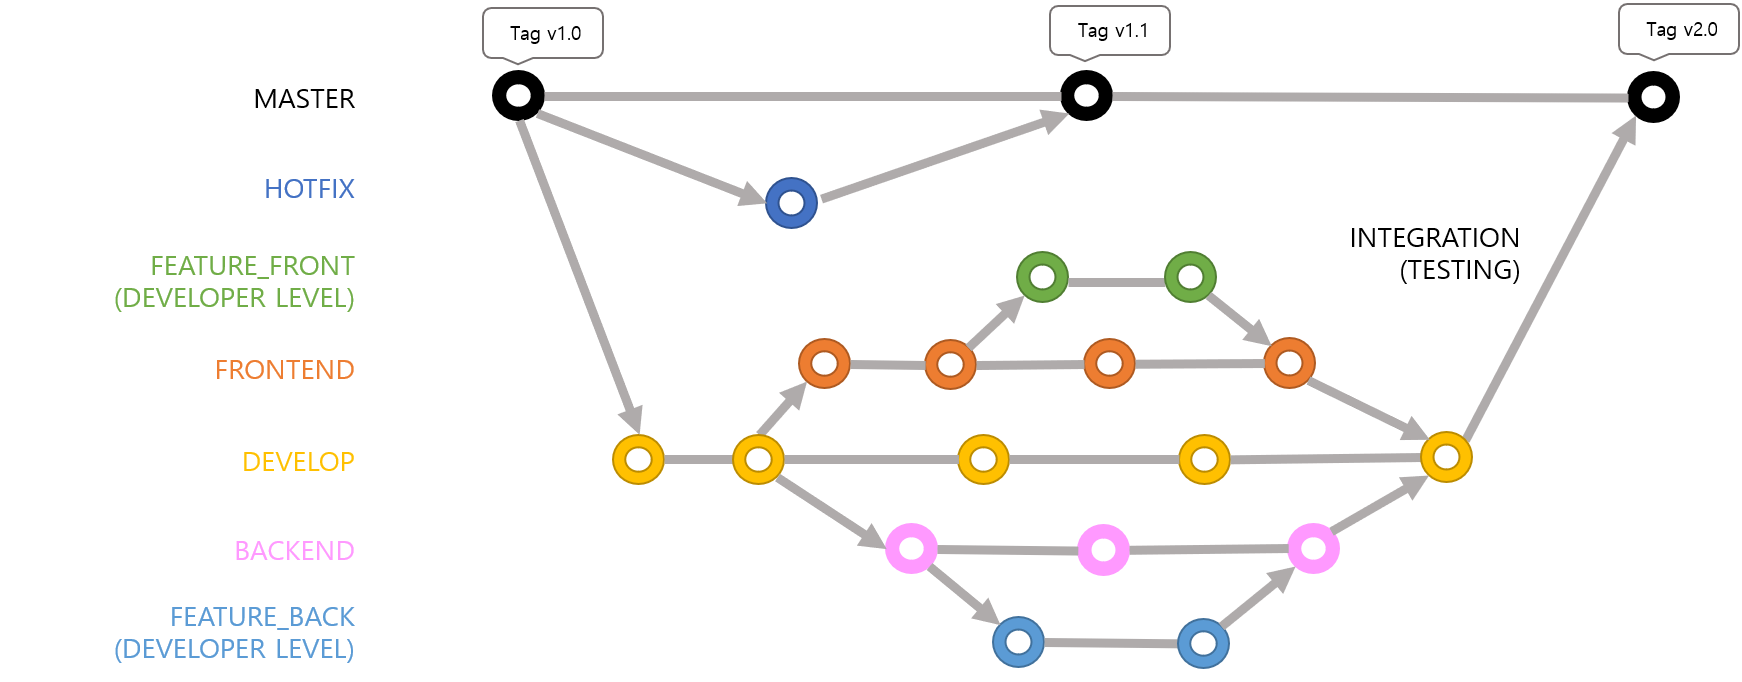 Tag v1.0
Tag v1.1
Tag v2.0
MASTER
HOTFIX
FEATURE_FRONT
(DEVELOPER LEVEL)
INTEGRATION
(TESTING)
FRONTEND
DEVELOP
BACKEND
FEATURE_BACK
(DEVELOPER LEVEL)